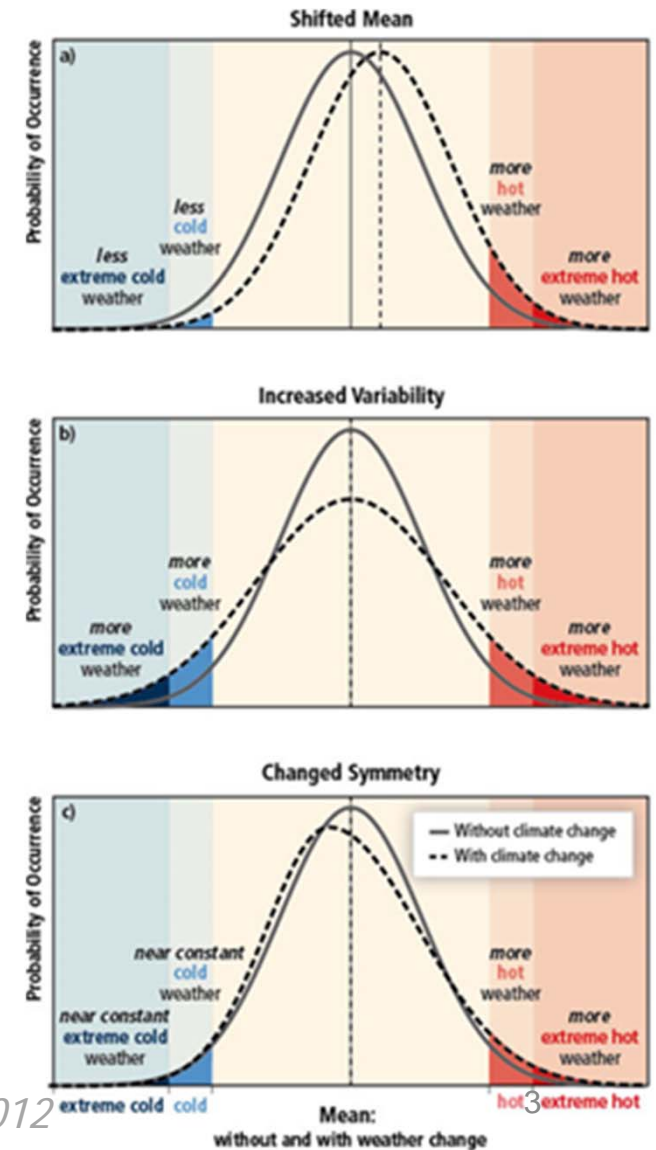 Shifted Mean
a)
Probability of Occurrence
less
extreme cold
weather
less
cold
weather
more
hot
weather
more
extreme hot
weather
Increased Variability
b)
Probability of Occurrence
more
extreme cold
weather
more
cold
weather
more
hot
weather
more
extreme hot
weather
Changed Symmetry
c)
Probability of Occurrence
Without climate change
With climate change
near constant
extreme cold
weather
near constant
cold
weather
more
hot
weather
more
extreme hot
weather
012
extreme cold cold hot 3 extreme hot
Mean:
without and with weather change